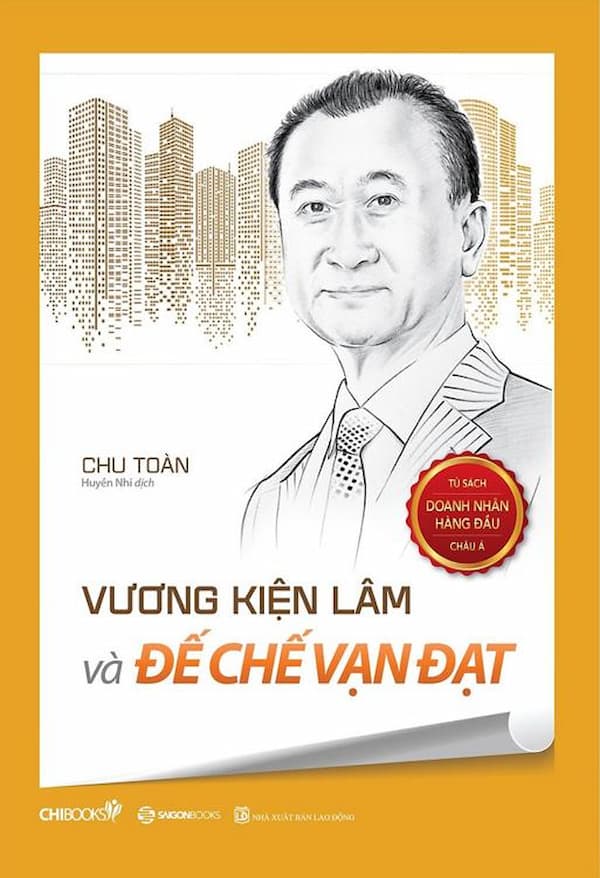 CHU TOÀN
Huyền Nhi dịch
TỦ SÁCH
DOANH NHÂN
HÀNG ĐẦU
CHÂU Á
VƯƠNG KIỆN LÂM
và ĐẾ CHẾ VẠN ĐẠT
CHIBOOKS
SAIGONBOOKS
LĐ
NHÀ XUẤT BẢN LAO ĐỘNG